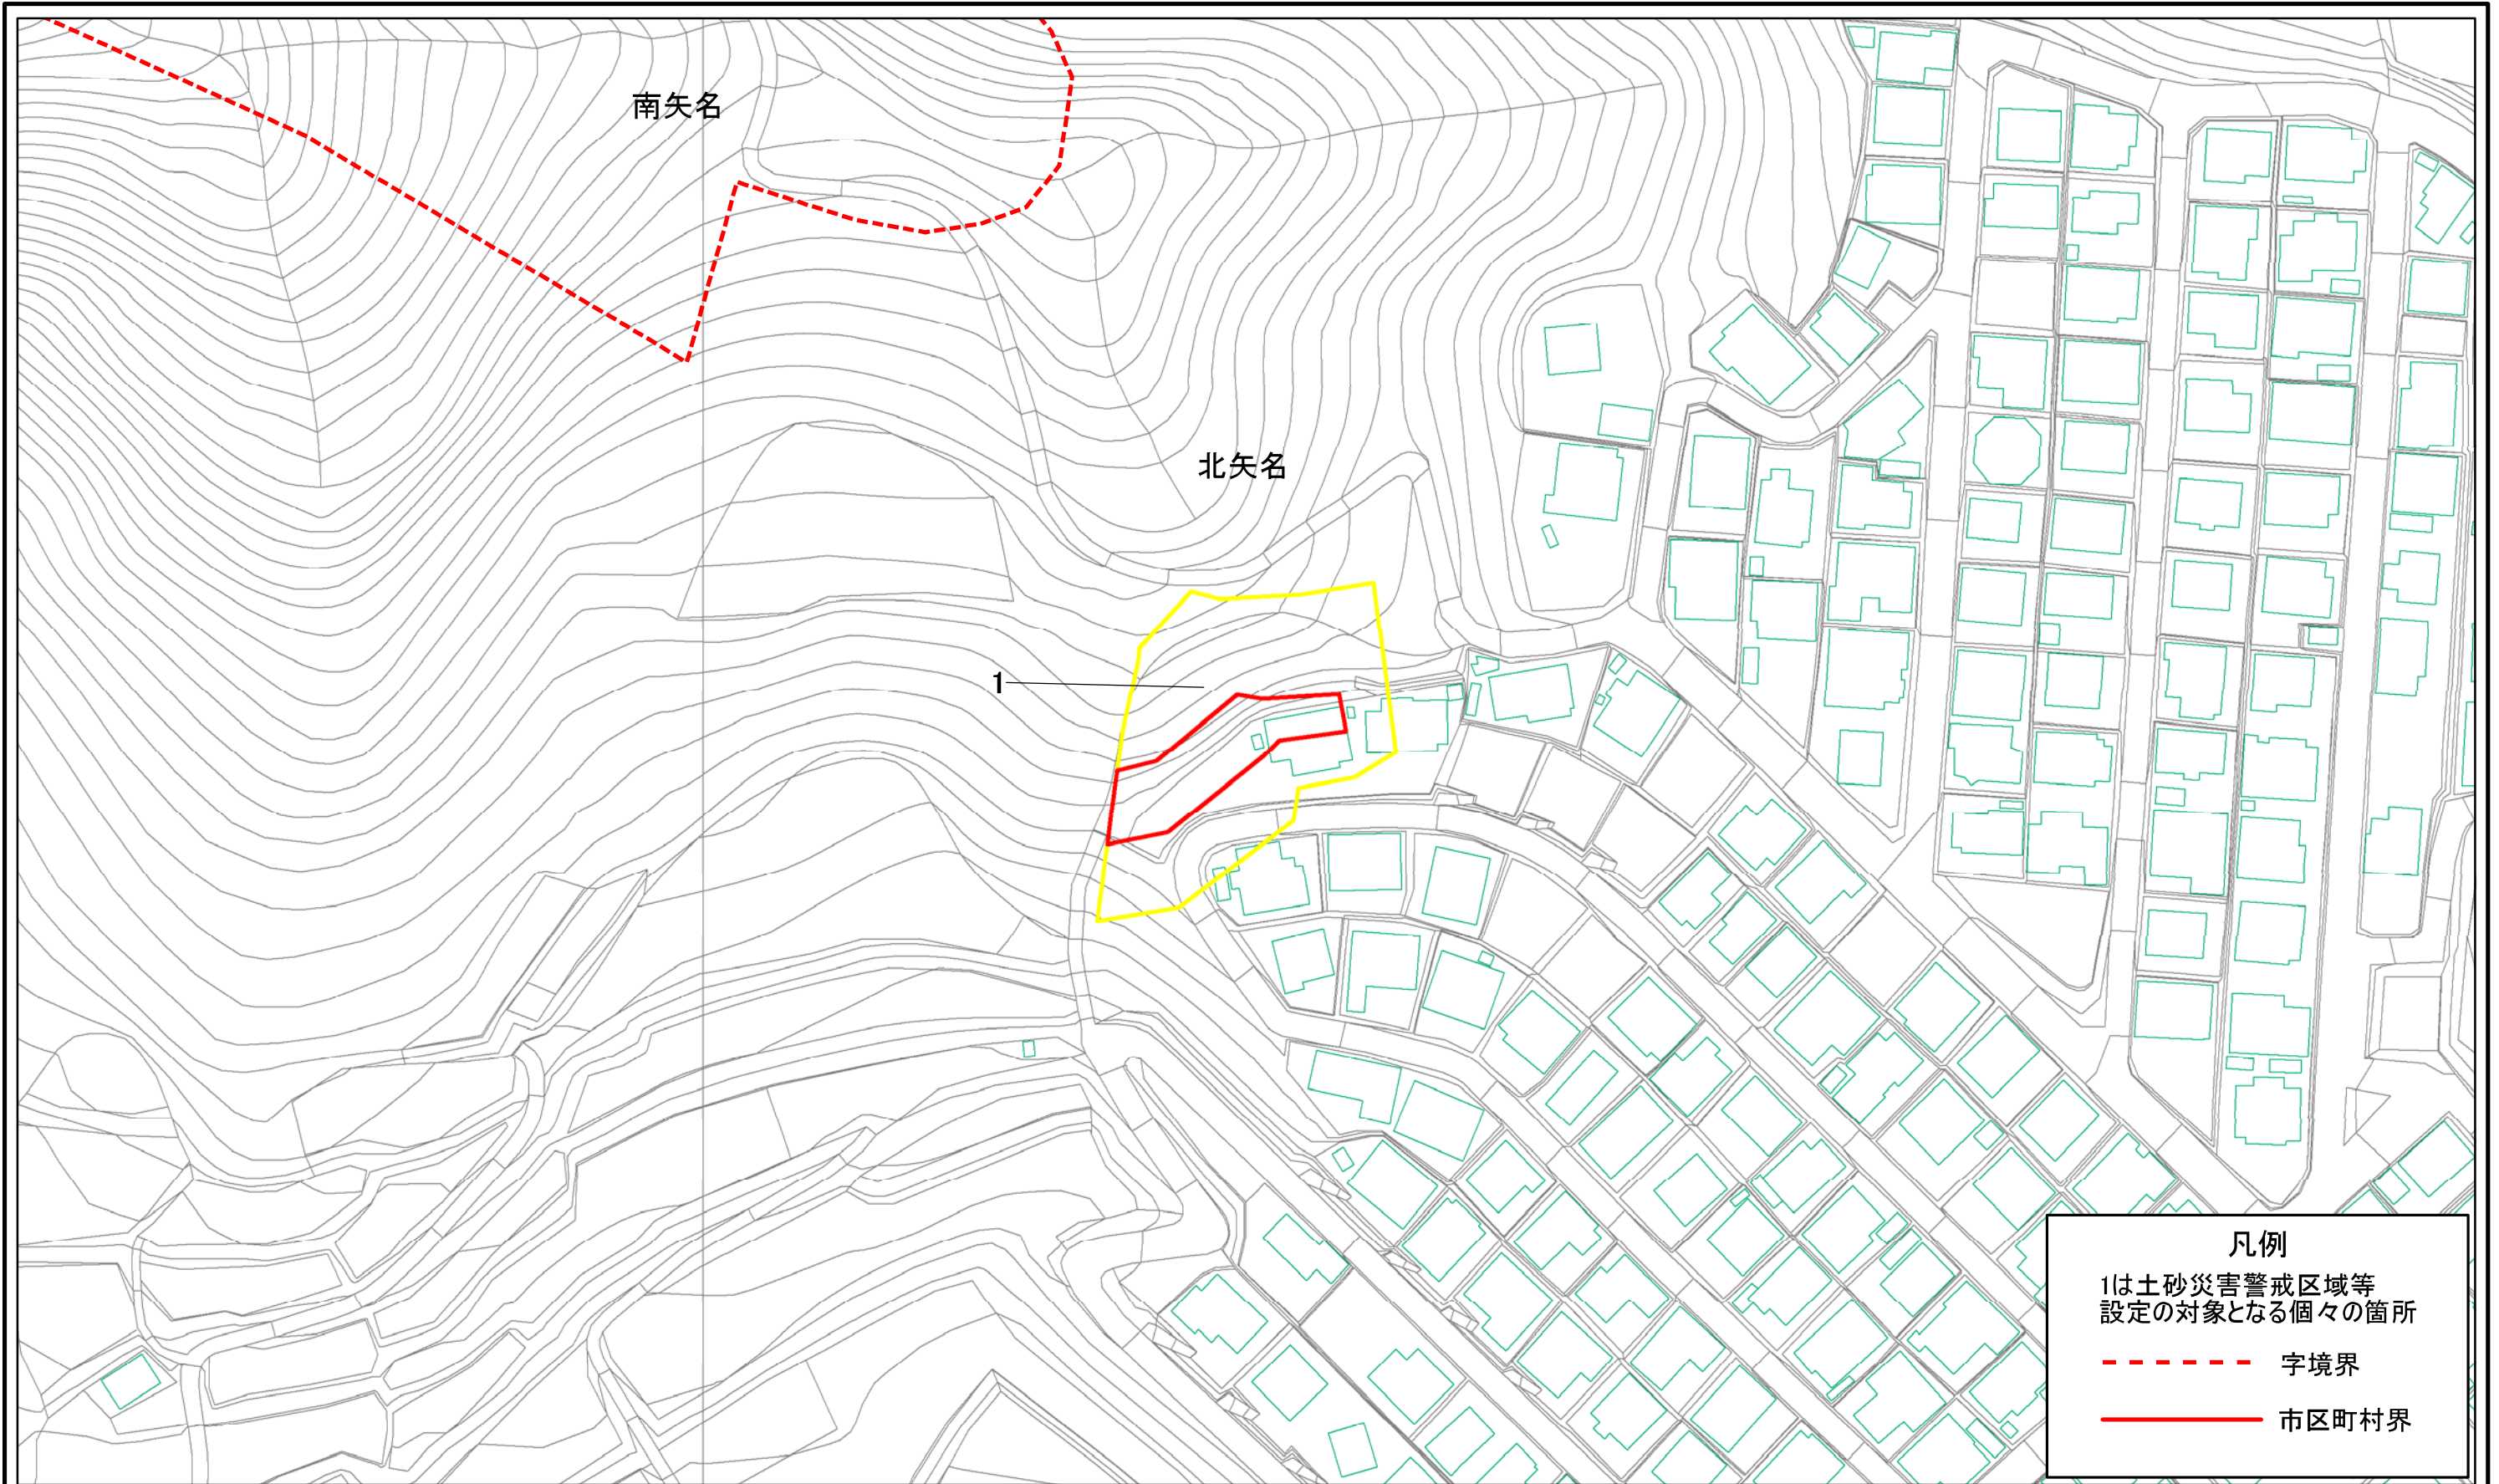 南矢名
北矢名
1
凡例
1は土砂災害警戒区域等
設定の対象となる個々の箇所
字境界
市区町村界